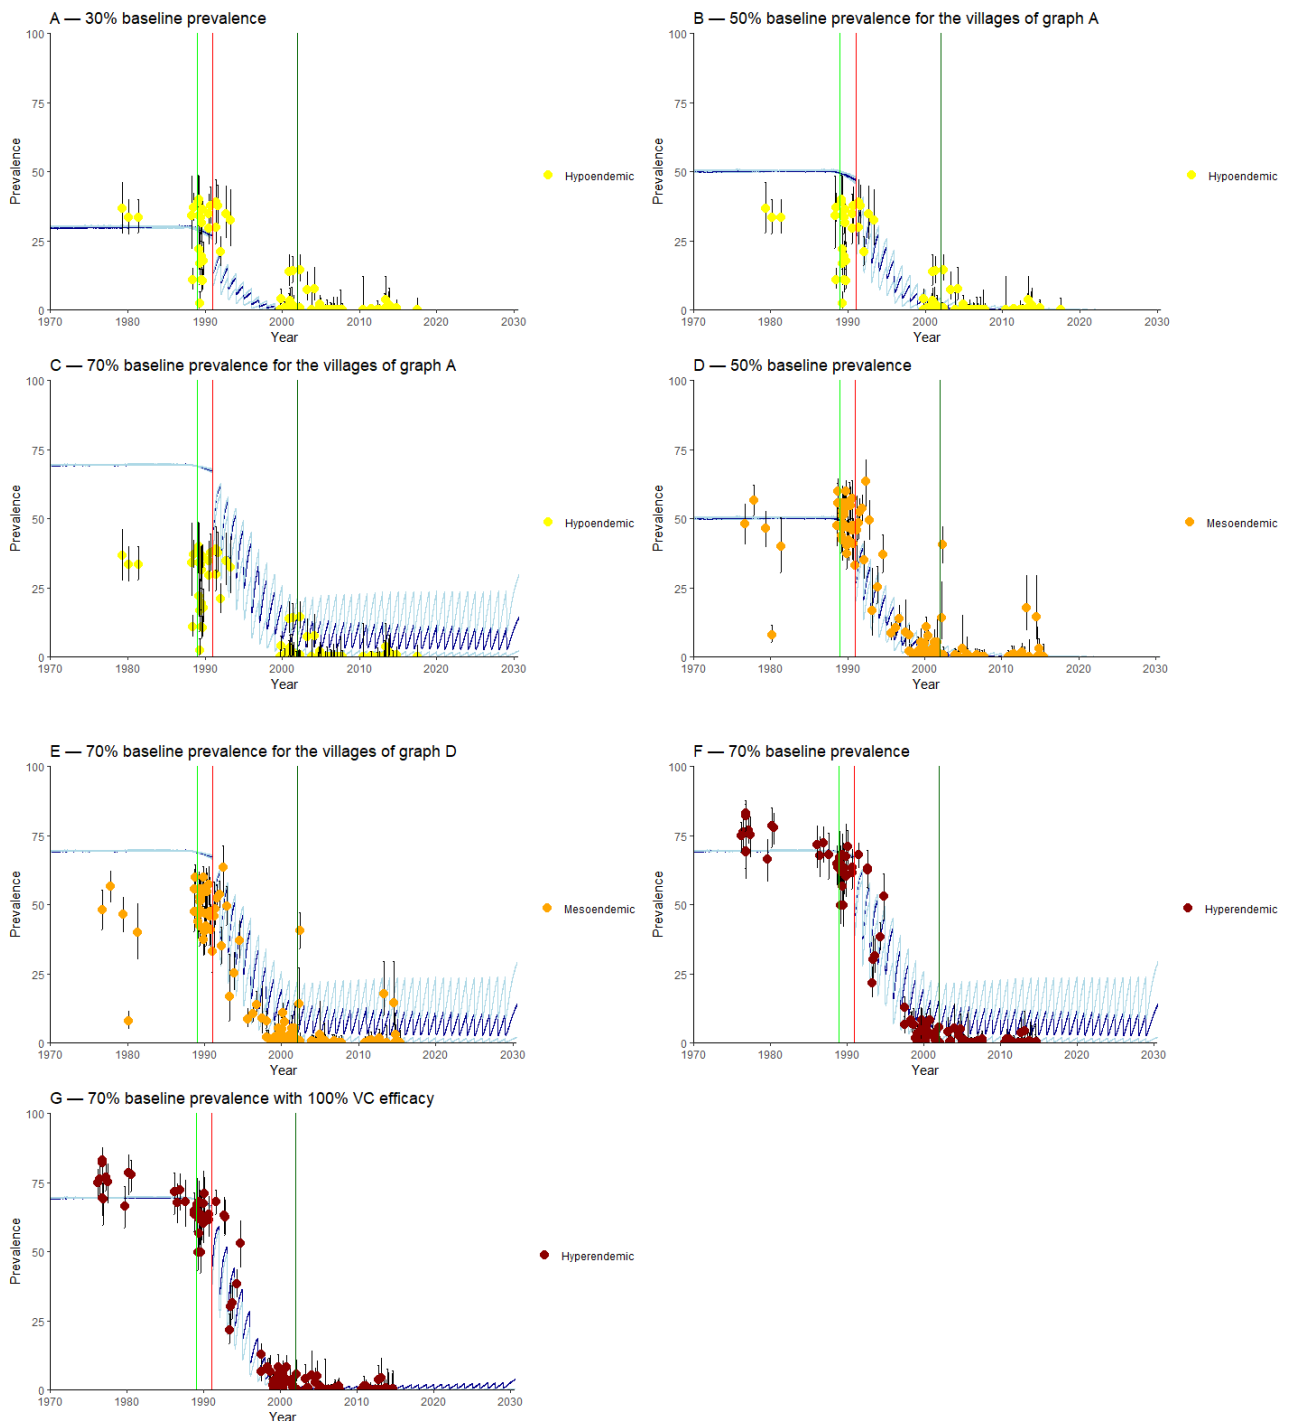 A — 30% baseline prevalence
100
75
50
25
0
Prevalence
1970 1980 1990 2000 2010 2020 2030
Year
Hypoendemic
B — 50% baseline prevalence for the villages of graph A
100
75
50
25
0
Prevalence
1970 1980 1990 2000 2010 2020 2030
Year
Hypoendemic
C — 70% baseline prevalence for the villages of graph A
100
75
50
25
0
Prevalence
1970 1980 1990 2000 2010 2020 2030
Year
Hypoendemic
D — 50% baseline prevalence
100
75
50
25
0
Prevalence
1970 1980 1990 2000 2010 2020 2030
Year
Mesoendemic
E — 70% baseline prevalence for the villages of graph D
100
75
50
25
0
Prevalence
1970 1980 1990 2000 2010 2020 2030
Year
Mesoendemic
F — 70% baseline prevalence
100
75
50
25
0
Prevalence
1970 1980 1990 2000 2010 2020 2030
Year
Hyperendemic
G — 70% baseline prevalence with 100% VC efficacy
100
75
50
25
0
Prevalence
1970 1980 1990 2000 2010 2020 2030
Year
Hyperendemic